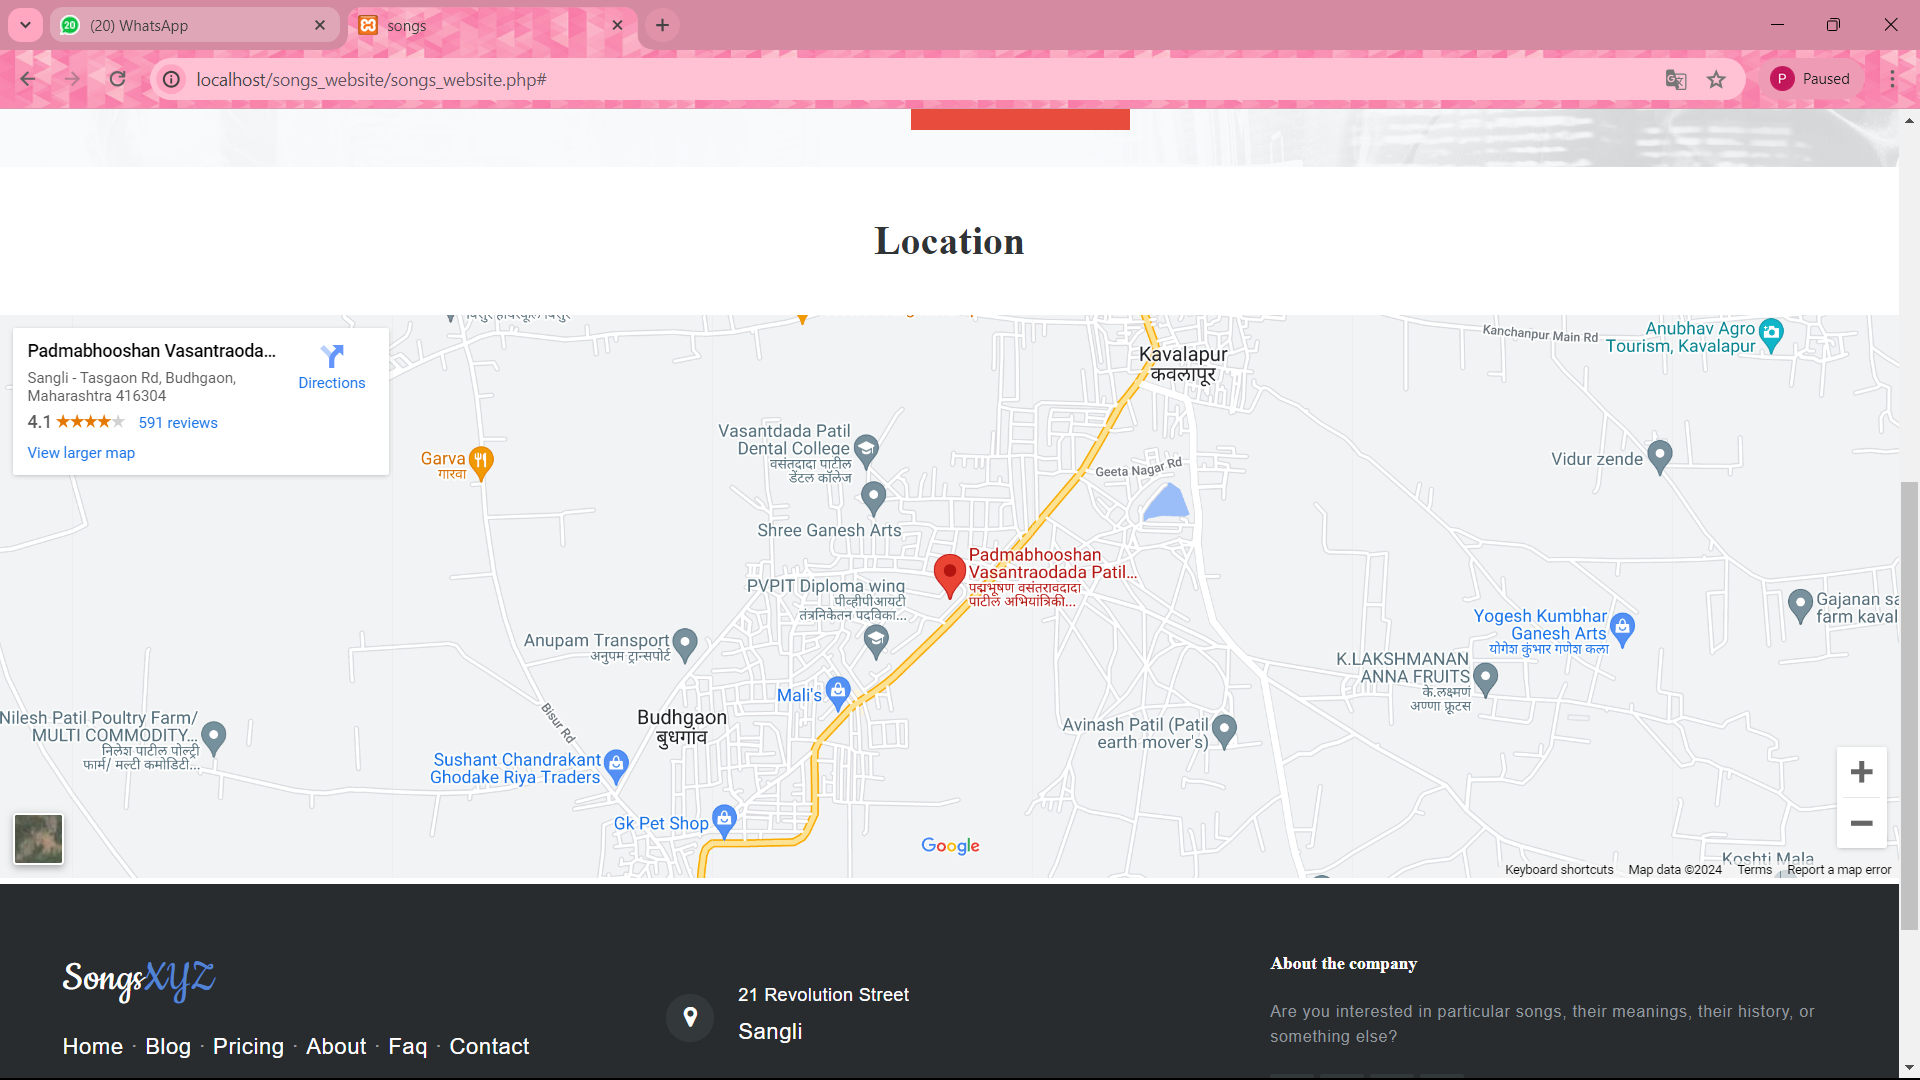 (20) WhatsApp
songs
localhost/songs_website/songs_website.php#
P
Paused
Location
Padmabhooshan Vasantraoda...
Sangli - Tasgaon Rd, Budhgaon,
Maharashtra 416304
4.1
591 reviews
View larger map
Directions
Kanchanpur Main Rd
Anubhav Agro
Tourism, Kavalapur
Kavalapur
कवलापूर
Vasantdada Patil
Dental College
वसंतदादा पाटील
डेंटल कॉलेज
Geeta Nagar Rd
Garva
गारवा
Vidur zende
Shree Ganesh Arts
Padmabhooshan
Vasantraodada Patil...
पद्मभूषण वसंतरावदादा
पाटील अभियांत्रिकी...
PVPIT Diploma wing
पीव्हीपीआयटी
तंत्रनिकेतन पदविका...
Gajanan sa
farm kaval
Yogesh Kumbhar
Ganesh Arts
योगेश कुंभार गणेश कला
Anupam Transport
अनुपम ट्रान्सपोर्ट
K.LAKSHMANAN
ANNA FRUITS
के.लक्ष्मणं
अण्णा फ्रूटस
Mali's
Bisur Rd
Budhgaon
बुधगाँव
Nilesh Patil Poultry Farm/
MULTI COMMODITY...
निलेश पाटील पोल्ट्री
फार्म/ मल्टी कमोडिटी...
Avinash Patil (Patil
earth mover's)
Sushant Chandrakant
Ghodake Riya Traders
Gk Pet Shop
Google
Koshti Mala
Keyboard shortcuts
Map data ©2024
Terms
Report a map error
SongsXYZ
Home · Blog · Pricing · About · Faq · Contact
21 Revolution Street
Sangli
About the company
Are you interested in particular songs, their meanings, their history, or
something else?